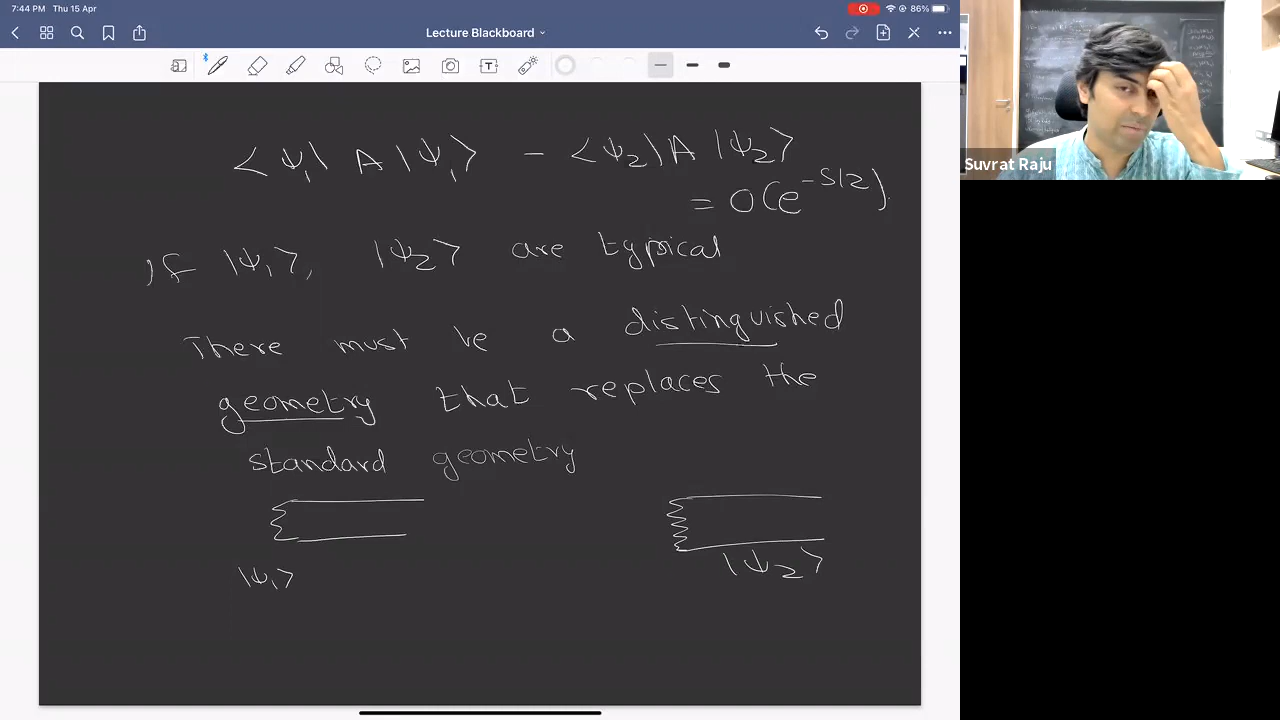 7:44 PM Thu 15 Apr
86%
Lecture Blackboard
Suvrat Raju
<ψ₁| A |ψ₁> - <ψ₂| A |ψ₂>
= O(e^{-S/2}).
If |ψ₁>, |ψ₂> are typical
There must be a distinguished
geometry that replaces the
standard geometry
|ψ₁>
|ψ₂>